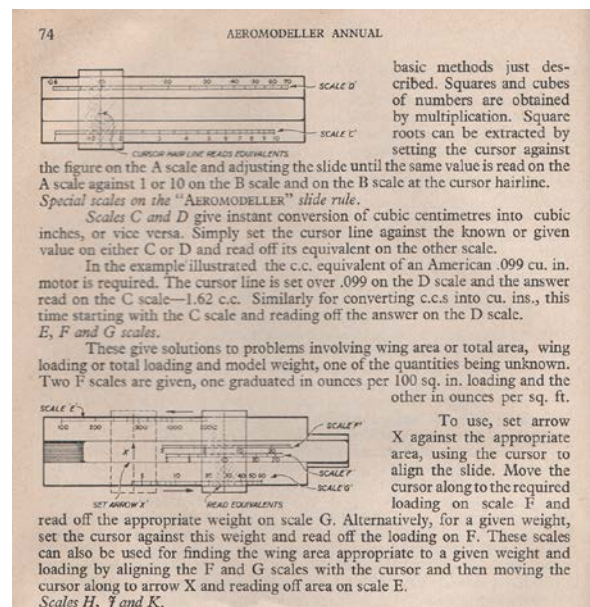 74
AEROMODELLER ANNUAL
SCALE 'D'
SCALE 'C'
CURSOR HAIR LINE READS EQUIVALENTS
basic methods just des-
cribed. Squares and cubes
of numbers are obtained
by multiplication. Square
roots can be extracted by
setting the cursor against
the figure on the A scale and adjusting the slide until the same value is read on the
A scale against 1 or 10 on the B scale and on the B scale at the cursor hairline.
Special scales on the "AEROMODELLER" slide rule.
Scales C and D give instant conversion of cubic centimetres into cubic
inches, or vice versa. Simply set the cursor line against the known or given
value on either C or D and read off its equivalent on the other scale.
In the example illustrated the c.c. equivalent of an American .099 cu. in.
motor is required. The cursor line is set over .099 on the D scale and the answer
read on the C scale—1.62 c.c. Similarly for converting c.c.s into cu. ins., this
time starting with the C scale and reading off the answer on the D scale.
E, F and G scales.
These give solutions to problems involving wing area or total area, wing
loading or total loading and model weight, one of the quantities being unknown.
Two F scales are given, one graduated in ounces per 100 sq. in. loading and the
other in ounces per sq. ft.
SCALE 'E'
SCALE 'F'
SCALE 'F'
SCALE 'G'
X
SET ARROW 'X'
READ EQUIVALENTS
To use, set arrow
X against the appropriate
area, using the cursor to
align the slide. Move the
cursor along to the required
loading on scale F and
read off the appropriate weight on scale G. Alternatively, for a given weight,
set the cursor against this weight and read off the loading on F. These scales
can also be used for finding the wing area appropriate to a given weight and
loading by aligning the F and G scales with the cursor and then moving the
cursor along to arrow X and reading off area on scale E.
Scales H, J and K.